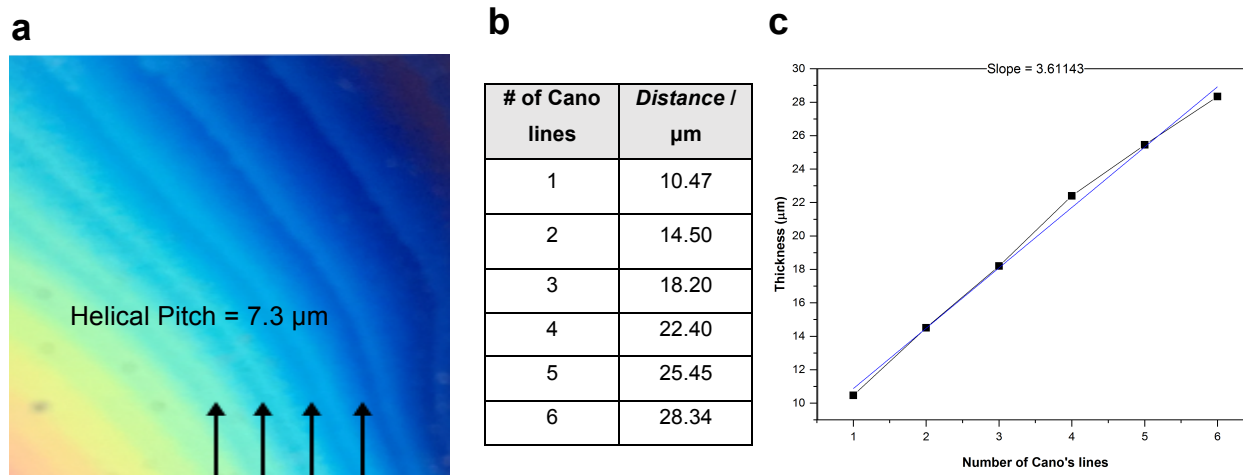 a
Helical Pitch = 7.3 μm
b
# of Cano lines
Distance / μm
1 10.47
2 14.50
3 18.20
4 22.40
5 25.45
6 28.34
c
Slope = 3.61143
30
28
26
24
22
20
18
16
14
12
10
Thickness (μm)
1 2 3 4 5 6
Number of Cano's lines